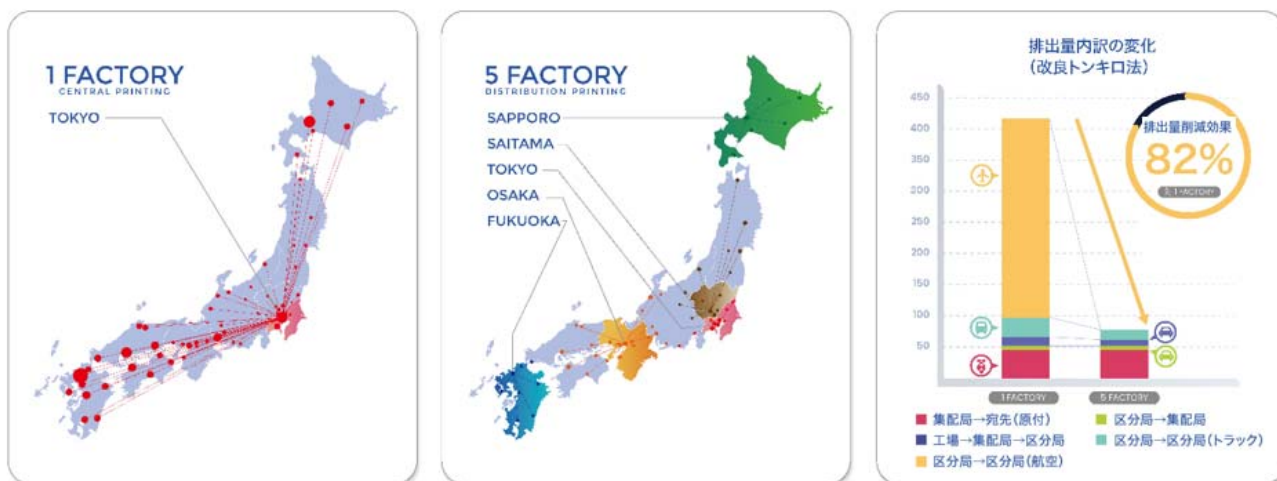 1 FACTORY
CENTRAL PRINTING
TOKYO
5 FACTORY
DISTRIBUTION PRINTING
SAPPORO
SAITAMA
TOKYO
OSAKA
FUKUOKA
排出量内訳の変化
(改良トンキロ法)
450
400
350
300
250
200
150
100
50
排出量削減効果
82%
対 1 FACTORY
1 FACTORY
5 FACTORY
集配局→宛先(原付)
区分局→集配局
工場→集配局→区分局
区分局→区分局(トラック)
区分局→区分局(航空)